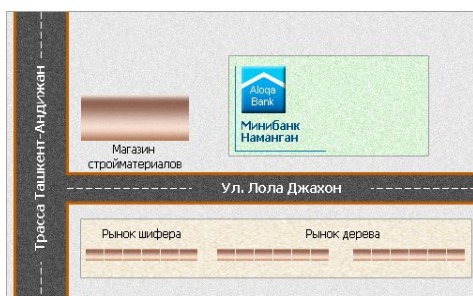 Трасса Ташкент-Андижан
Aloqa
Bank
Минибанк
Наманган
Магазин
стройматериалов
Ул. Лола Джахон
Рынок шифера
Рынок дерева